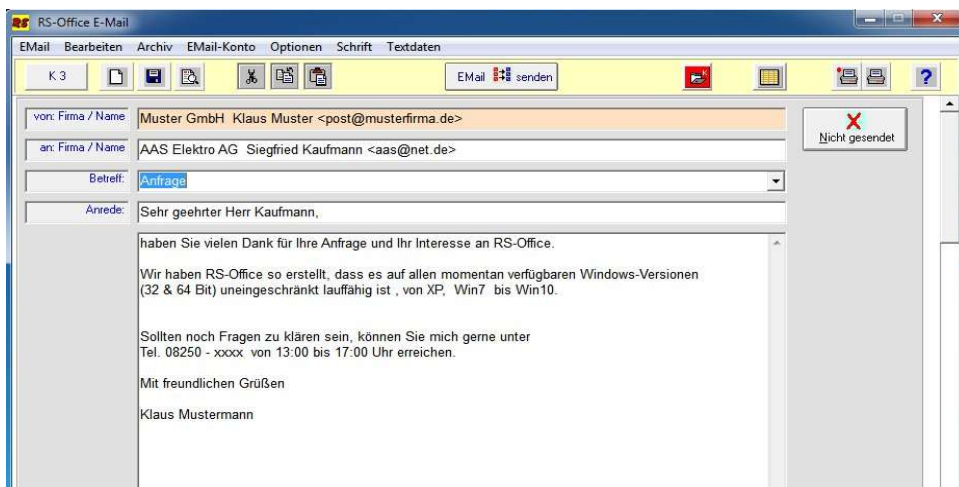 RS RS-Office E-Mail
EMail Bearbeiten Archiv EMail-Konto Optionen Schrift Textdaten
K 3 EMail senden ?
von: Firma / Name Muster GmbH Klaus Muster <post@musterfirma.de>
X
Nicht gesendet
an: Firma / Name AAS Elektro AG Siegfried Kaufmann <aas@net.de>
Betreff: Anfrage
Anrede: Sehr geehrter Herr Kaufmann,
haben Sie vielen Dank für Ihre Anfrage und Ihr Interesse an RS-Office.
Wir haben RS-Office so erstellt, dass es auf allen momentan verfügbaren Windows-Versionen
(32 & 64 Bit) uneingeschränkt lauffähig ist , von XP, Win7 bis Win10.
Sollten noch Fragen zu klären sein, können Sie mich gerne unter
Tel. 08250 - xxxx von 13:00 bis 17:00 Uhr erreichen.
Mit freundlichen Grüßen
Klaus Mustermann